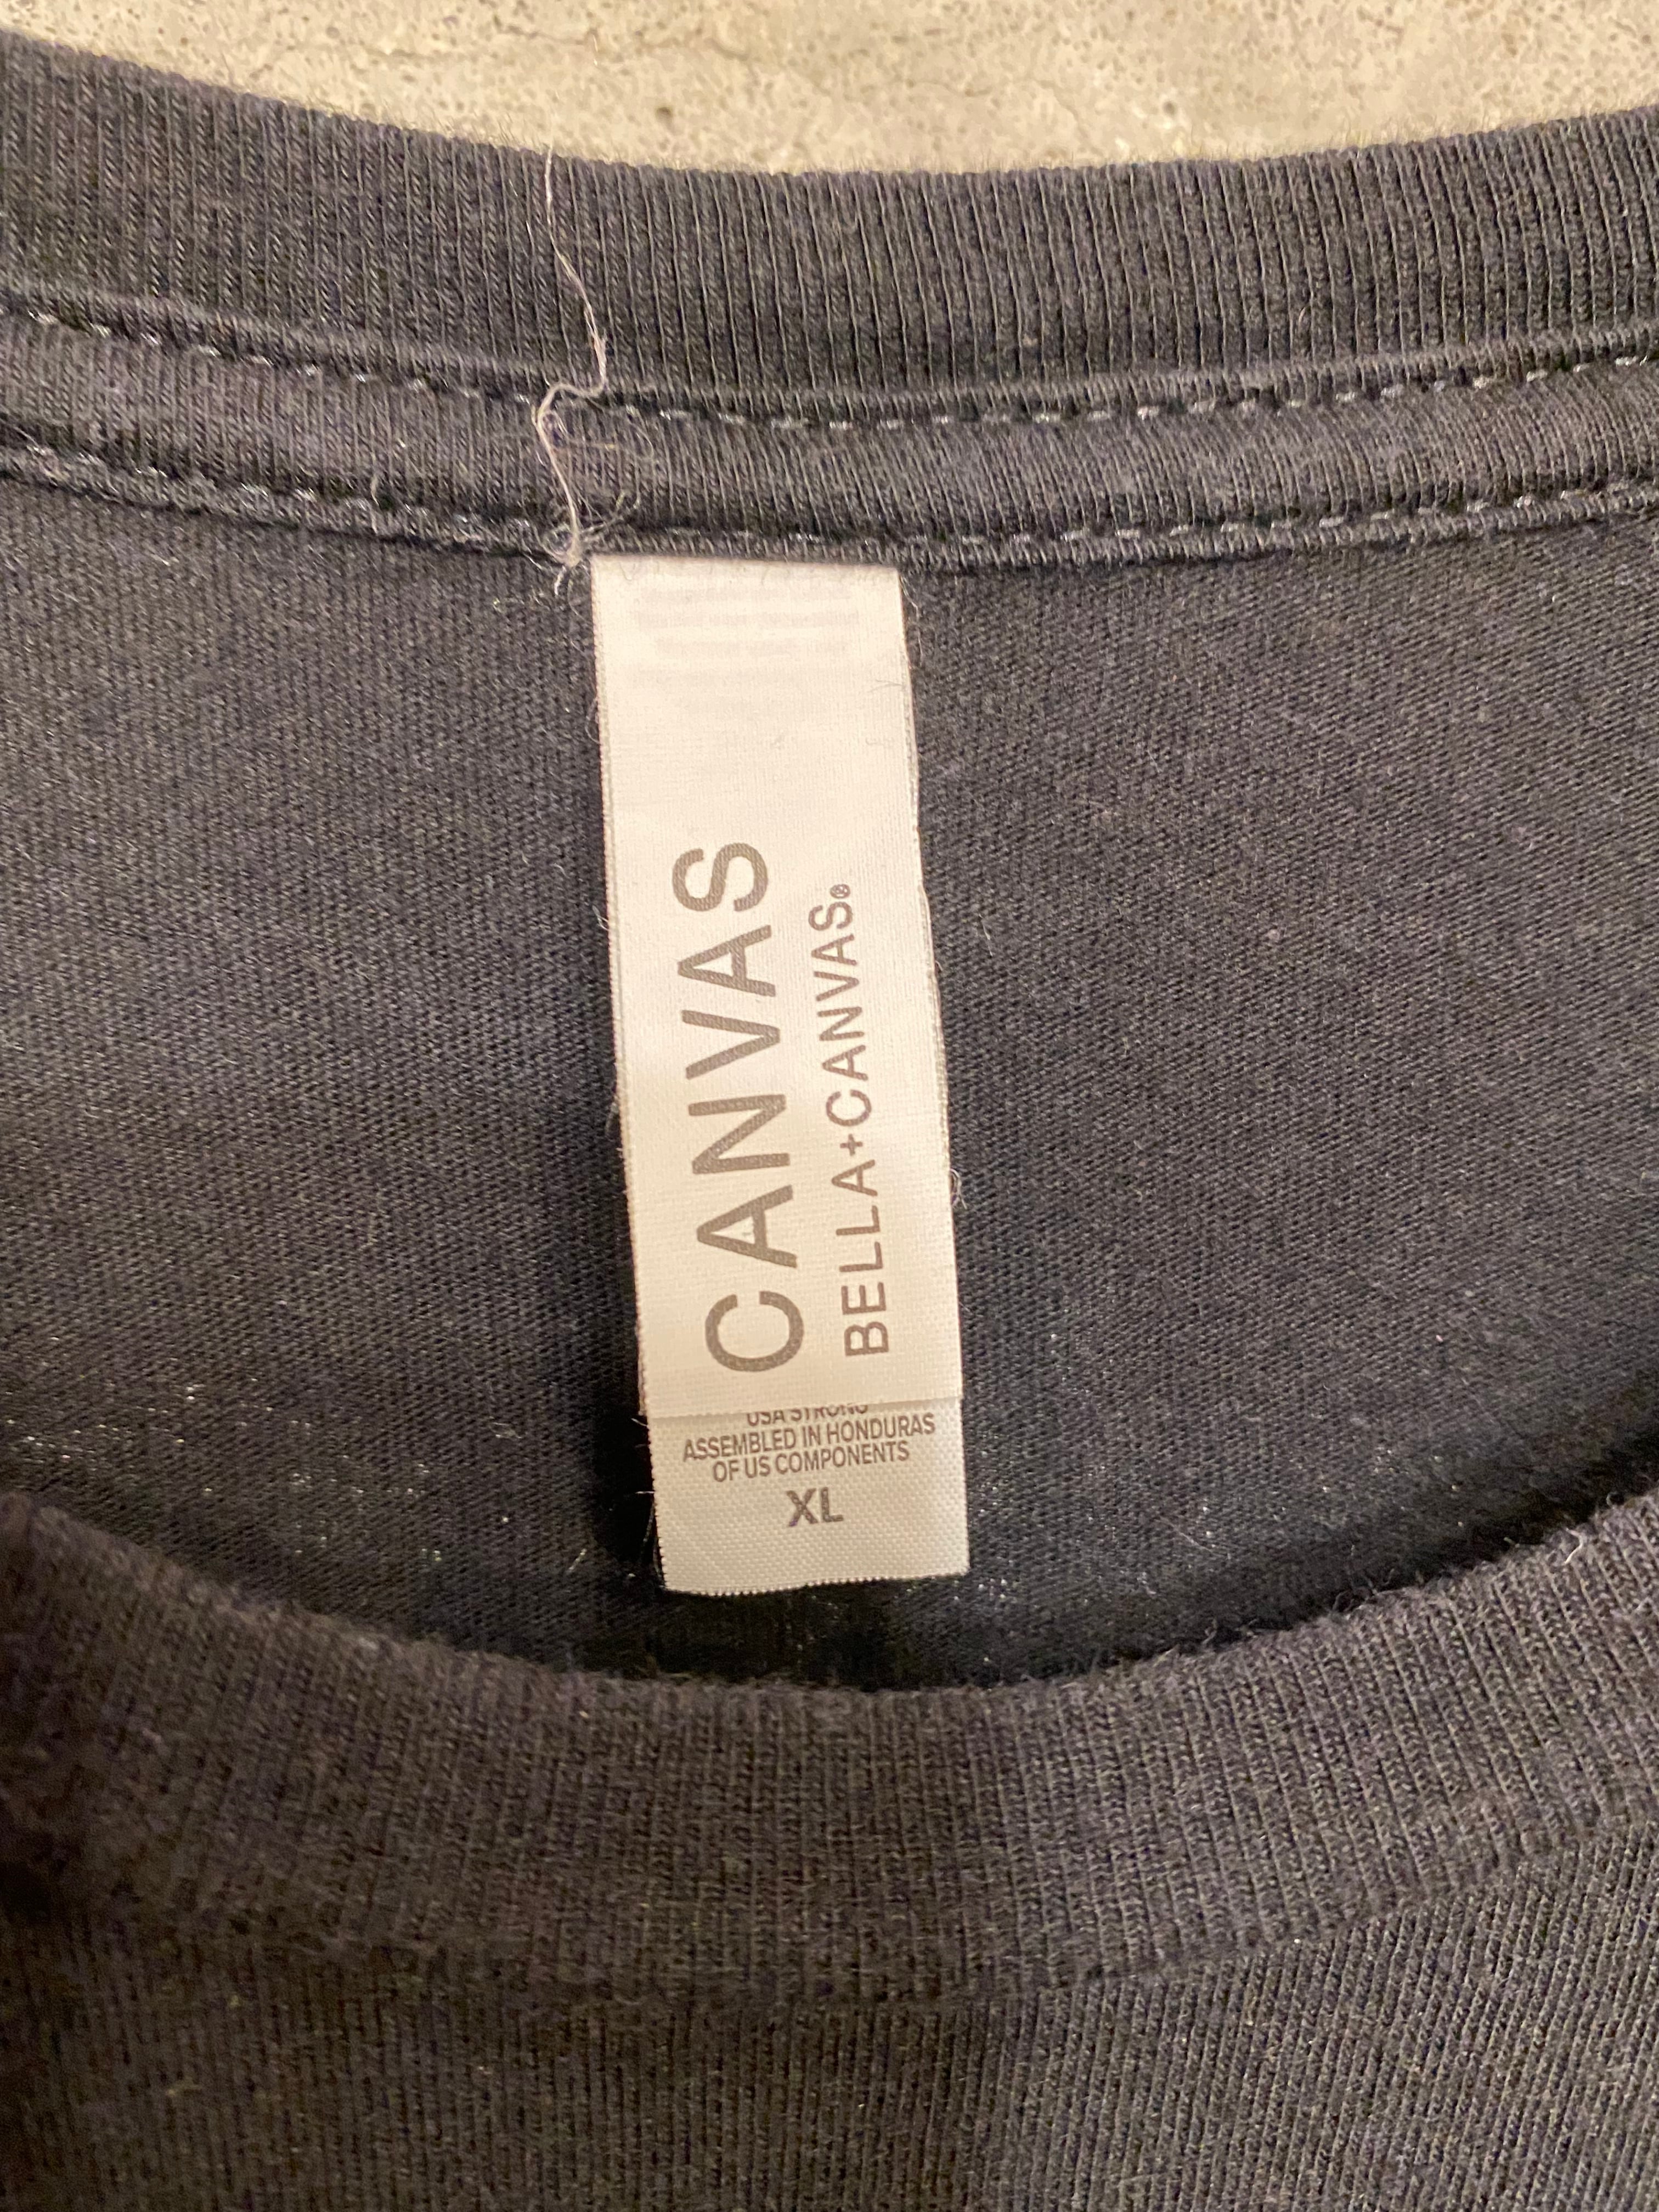 CANVAS
BELLA+CANVAS®
USA STRONG
ASSEMBLED IN HONDURAS
OF US COMPONENTS
XL